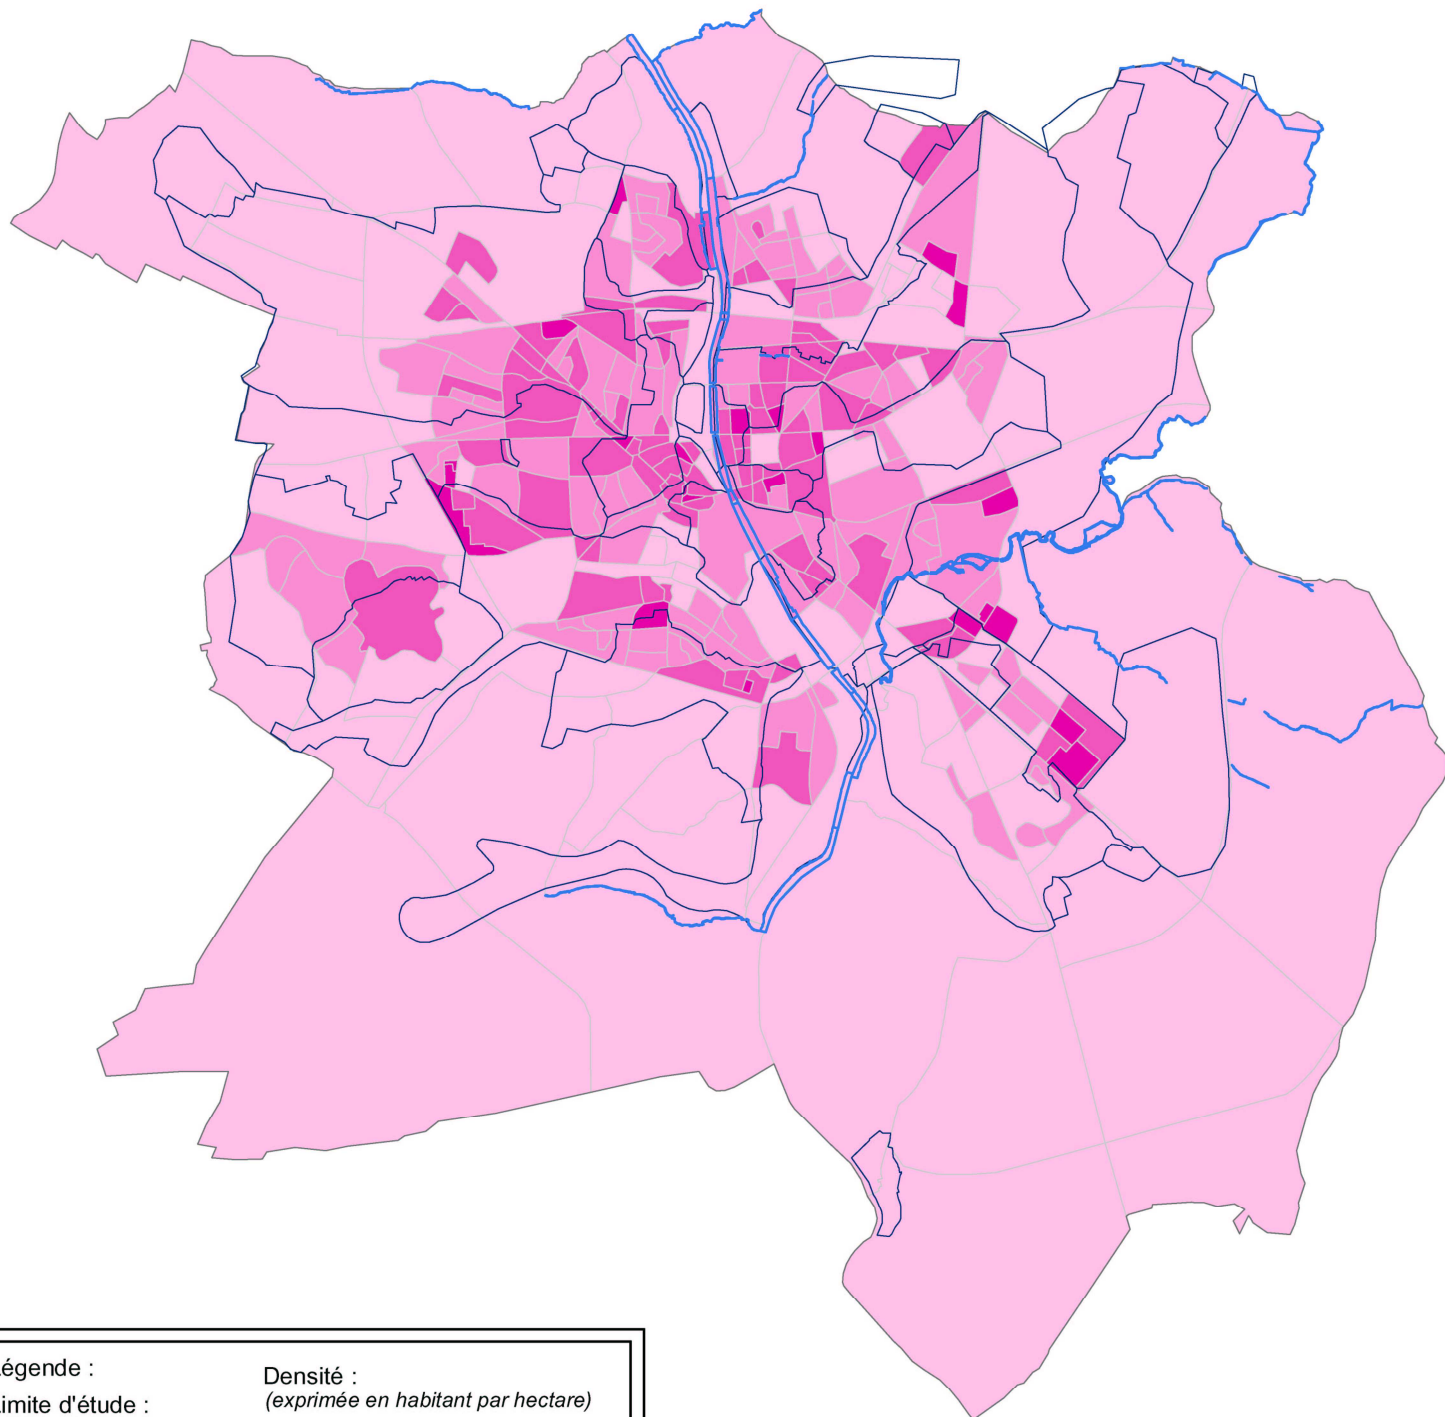 égende :
imite d'étude :
Densité :
(exprimée en habitant par hectare)